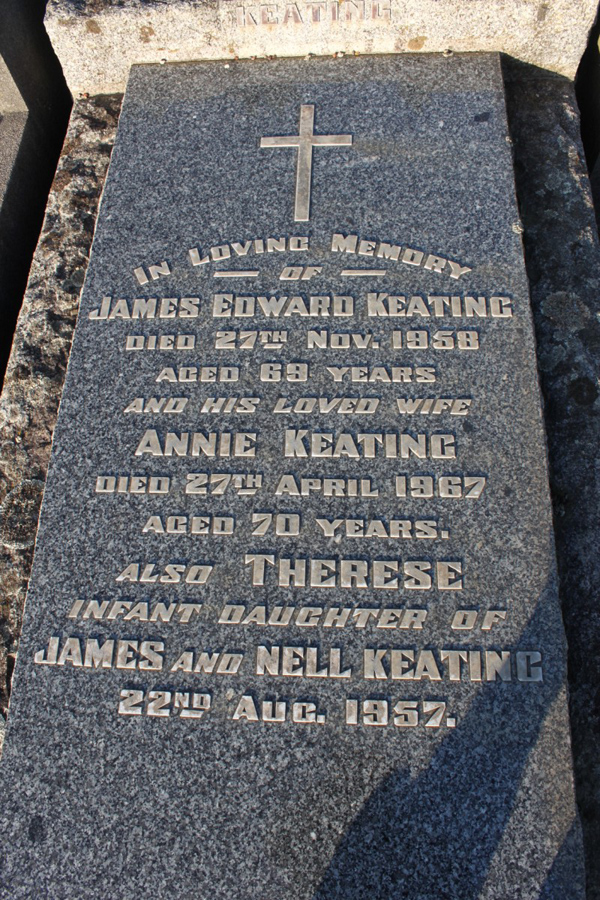 KEATING
IN LOVING MEMORY
OF
JAMES EDWARD KEATING
DIED 27TH NOV. 1958
AGED 69 YEARS
AND HIS LOVED WIFE
ANNIE KEATING
DIED 27TH APRIL 1967
AGED 70 YEARS.
ALSO THERESE
INFANT DAUGHTER OF
JAMES AND NELL KEATING
22ND AUG. 1957.